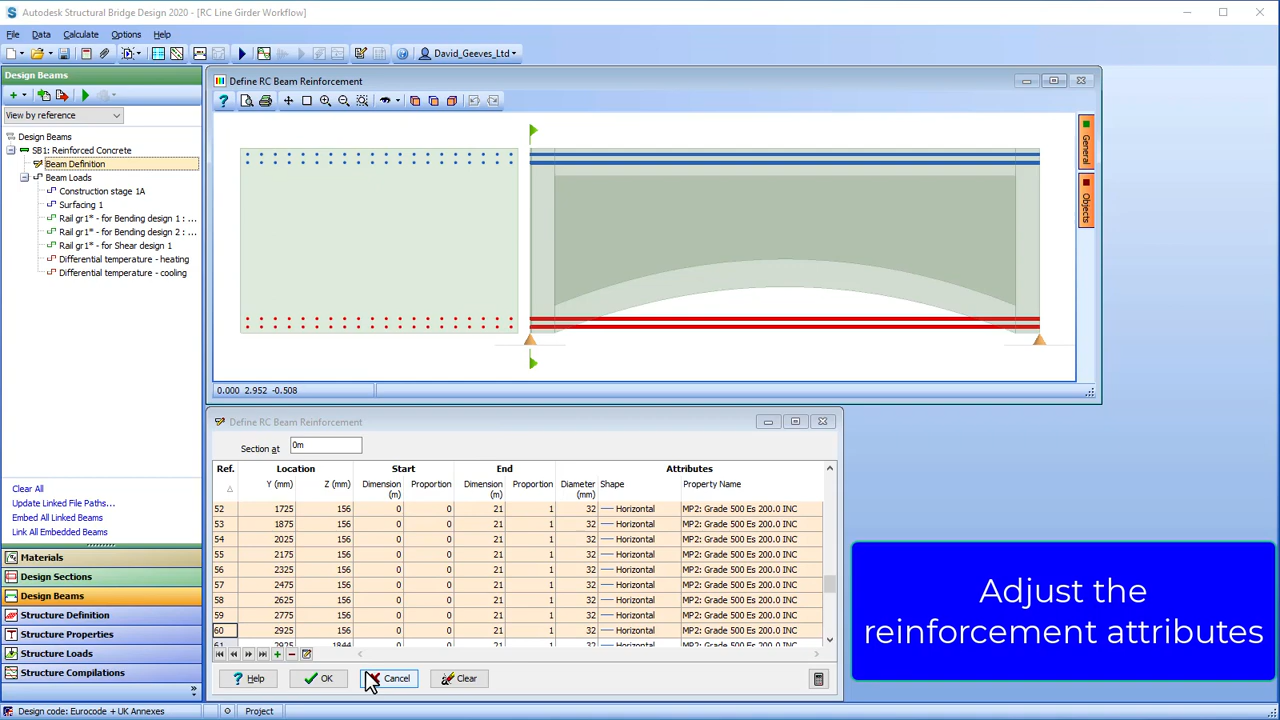 Autodesk Structural Bridge Design 2020 - [RC Line Girder Workflow]
File Data Calculate Options Help
David_Geeves_Ltd
Design Beams
View by reference
Design Beams
SB1: Reinforced Concrete
Beam Definition
Beam Loads
Construction stage 1A
Surfacing 1
Rail gr1* - for Bending design 1 : ...
Rail gr1* - for Bending design 2 : ...
Rail gr1* - for Shear design 1
Differential temperature - heating
Differential temperature - cooling
Clear All
Update Linked File Paths...
Embed All Linked Beams
Link All Embedded Beams
Materials
Design Sections
Design Beams
Structure Definition
Structure Properties
Structure Loads
Structure Compilations
Define RC Beam Reinforcement
General
Objects
0.000 2.952 -0.508
Define RC Beam Reinforcement
Section at 0m
Ref. Location Start End Attributes
Y (mm) Z (mm) Dimension (m) Proportion Dimension (m) Proportion Diameter (mm) Shape Property Name
52 1725 156 0 0 21 1 32 Horizontal MP2: Grade 500 Es 200.0 INC
53 1875 156 0 0 21 1 32 Horizontal MP2: Grade 500 Es 200.0 INC
54 2025 156 0 0 21 1 32 Horizontal MP2: Grade 500 Es 200.0 INC
55 2175 156 0 0 21 1 32 Horizontal MP2: Grade 500 Es 200.0 INC
56 2325 156 0 0 21 1 32 Horizontal MP2: Grade 500 Es 200.0 INC
57 2475 156 0 0 21 1 32 Horizontal MP2: Grade 500 Es 200.0 INC
58 2625 156 0 0 21 1 32 Horizontal MP2: Grade 500 Es 200.0 INC
59 2775 156 0 0 21 1 32 Horizontal MP2: Grade 500 Es 200.0 INC
60 2925 156 0 0 21 1 32 Horizontal MP2: Grade 500 Es 200.0 INC
Help OK Cancel Clear
Adjust the
reinforcement attributes
Design code: Eurocode + UK Annexes Project